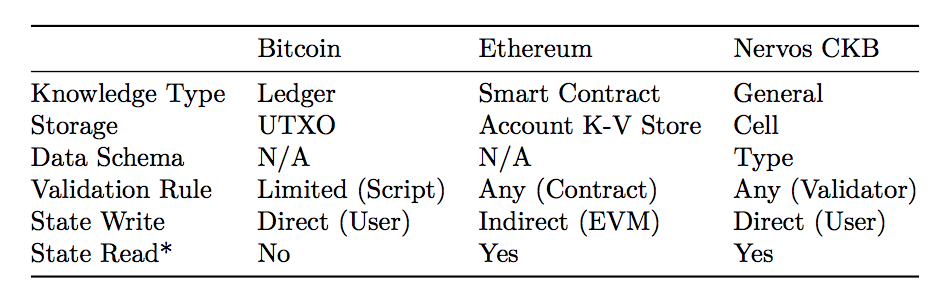 Bitcoin Ethereum Nervos CKB
Knowledge Type Ledger Smart Contract General
Storage UTXO Account K-V Store Cell
Data Schema N/A N/A Type
Validation Rule Limited (Script) Any (Contract) Any (Validator)
State Write Direct (User) Indirect (EVM) Direct (User)
State Read* No Yes Yes